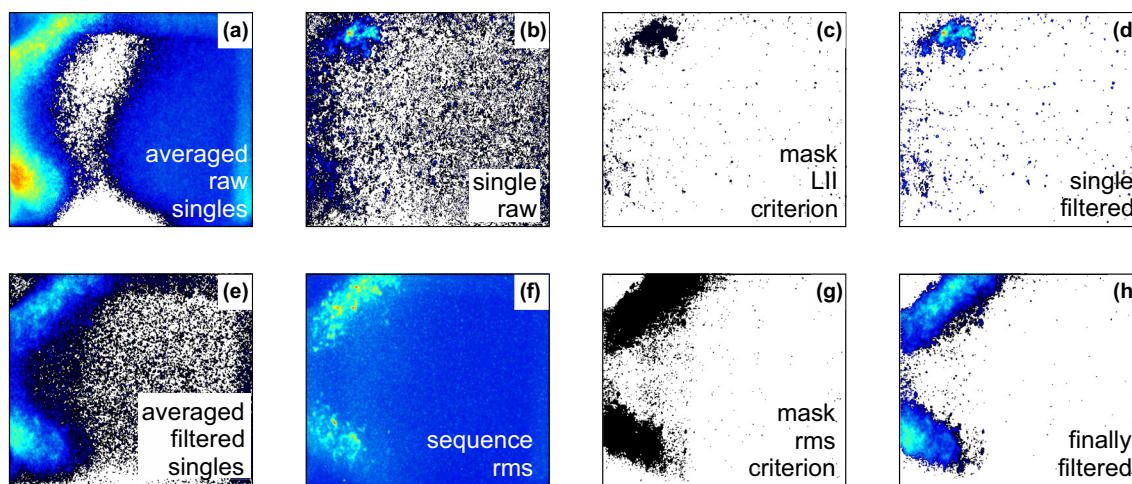 (a)
averaged
raw
singles
(b)
single
raw
(c)
mask
LII
criterion
(d)
single
filtered
(e)
averaged
filtered
singles
(f)
sequence
rms
(g)
mask
rms
criterion
(h)
finally
filtered